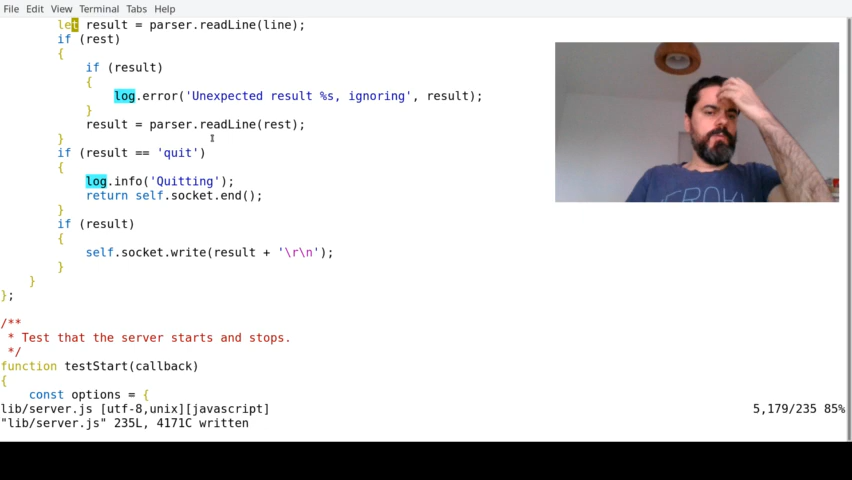 File Edit View Terminal Tabs Help
let result = parser.readLine(line);
if (rest)
{
if (result)
{
log.error('Unexpected result %s, ignoring', result);
}
result = parser.readLine(rest);
}
if (result == 'quit')
{
log.info('Quitting');
return self.socket.end();
}
if (result)
{
self.socket.write(result + '\r\n');
}
}
};
/**
* Test that the server starts and stops.
*/
function testStart(callback)
{
const options = {
lib/server.js [utf-8,unix][javascript] 5,179/235 85%
"lib/server.js" 235L, 4171C written